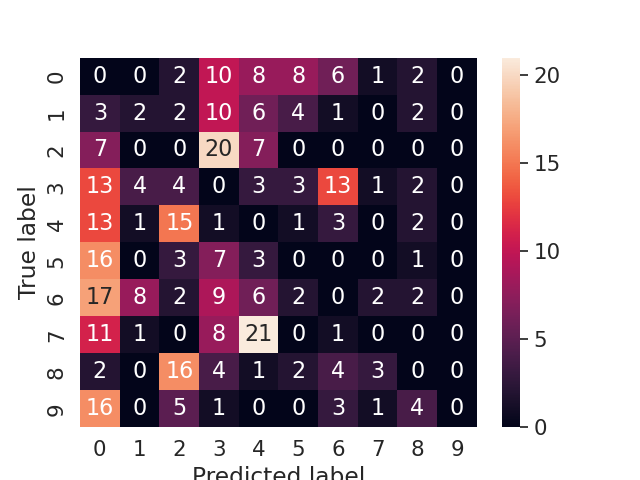 0 0 0 2 10 8 8 6 1 2 0
1 3 2 2 10 6 4 1 0 2 0
2 7 0 0 20 7 0 0 0 0 0
3 13 4 4 0 3 3 13 1 2 0
4 13 1 15 1 0 1 3 0 2 0
5 16 0 3 7 3 0 0 0 1 0
6 17 8 2 9 6 2 0 2 2 0
7 11 1 0 8 21 0 1 0 0 0
8 2 0 16 4 1 2 4 3 0 0
9 16 0 5 1 0 0 3 1 4 0
0 1 2 3 4 5 6 7 8 9
Predicted label
True label
20
15
10
5
0